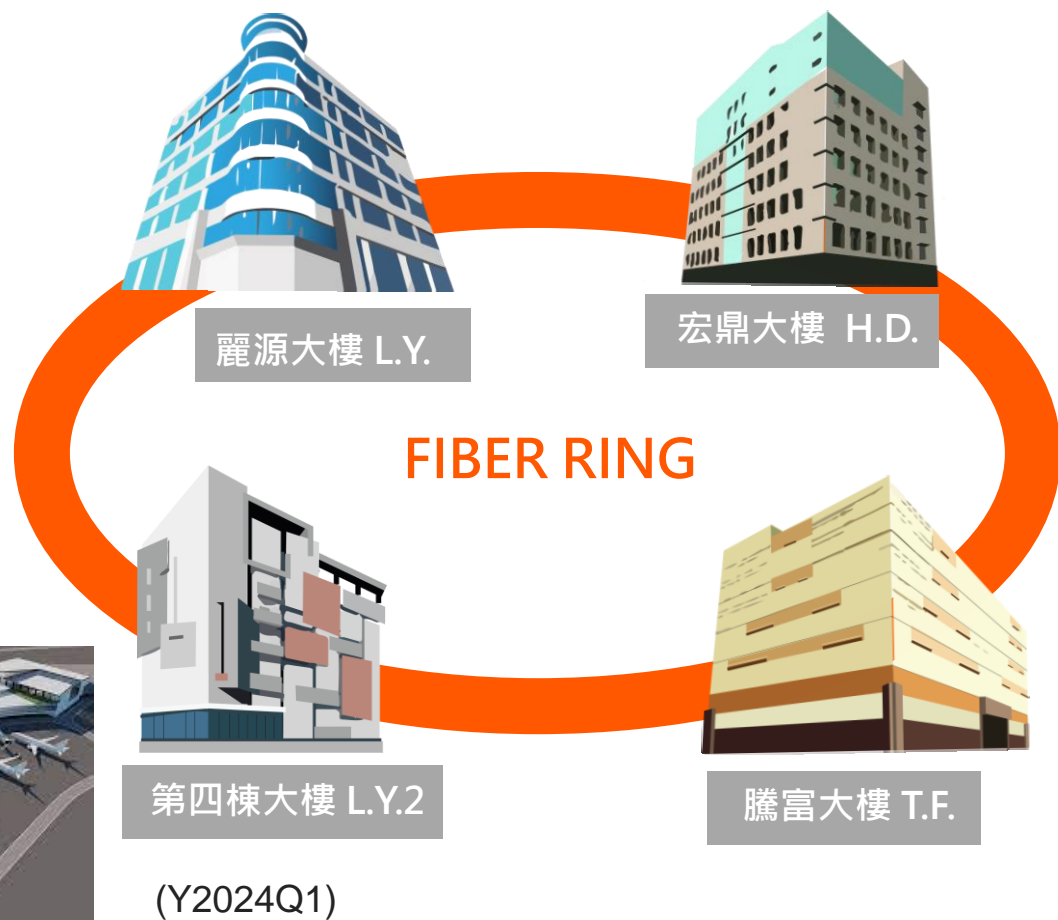 麗源大樓 L.Y.
宏鼎大樓 H.D.
FIBER RING
第四棟大樓 L.Y.2
騰富大樓 T.F.
(Y2024Q1)